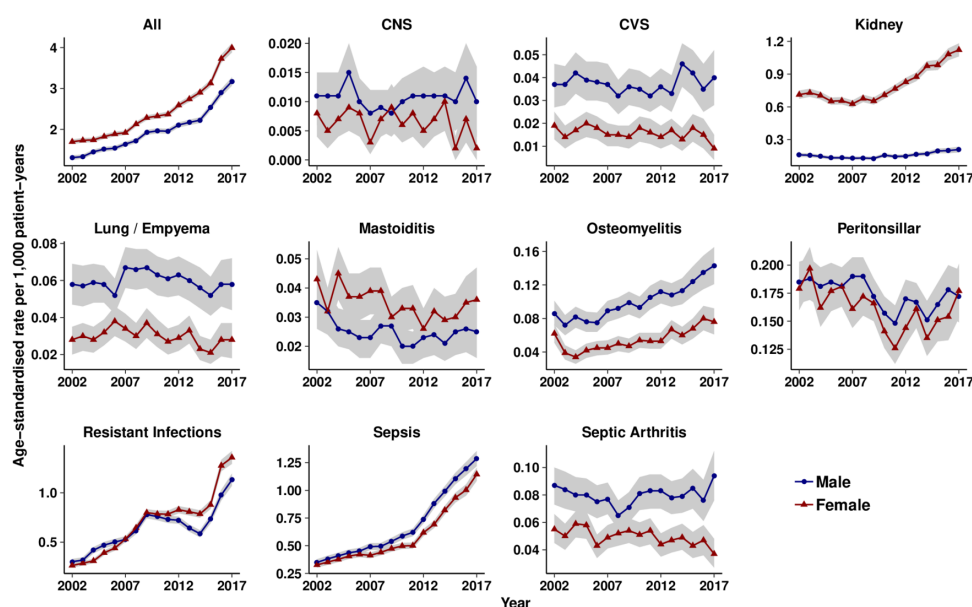 All
CNS
CVS
Kidney
4
3
2
2002 2007 2012 2017
0.020
0.015
0.010
0.005
0.000
2002 2007 2012 2017
0.05
0.04
0.03
0.02
0.01
2002 2007 2012 2017
1.2
0.9
0.6
0.3
2002 2007 2012 2017
Age−standardised rate per 1,000 patient−years
Lung / Empyema
Mastoiditis
Osteomyelitis
Peritonsillar
0.08
0.06
0.04
0.02
2002 2007 2012 2017
0.05
0.04
0.03
0.02
2002 2007 2012 2017
0.16
0.12
0.08
0.04
2002 2007 2012 2017
0.200
0.175
0.150
0.125
2002 2007 2012 2017
Resistant Infections
Sepsis
Septic Arthritis
1.0
0.5
2002 2007 2012 2017
1.25
1.00
0.75
0.50
0.25
2002 2007 2012 2017
0.10
0.08
0.06
0.04
2002 2007 2012 2017
Male
Female
Year